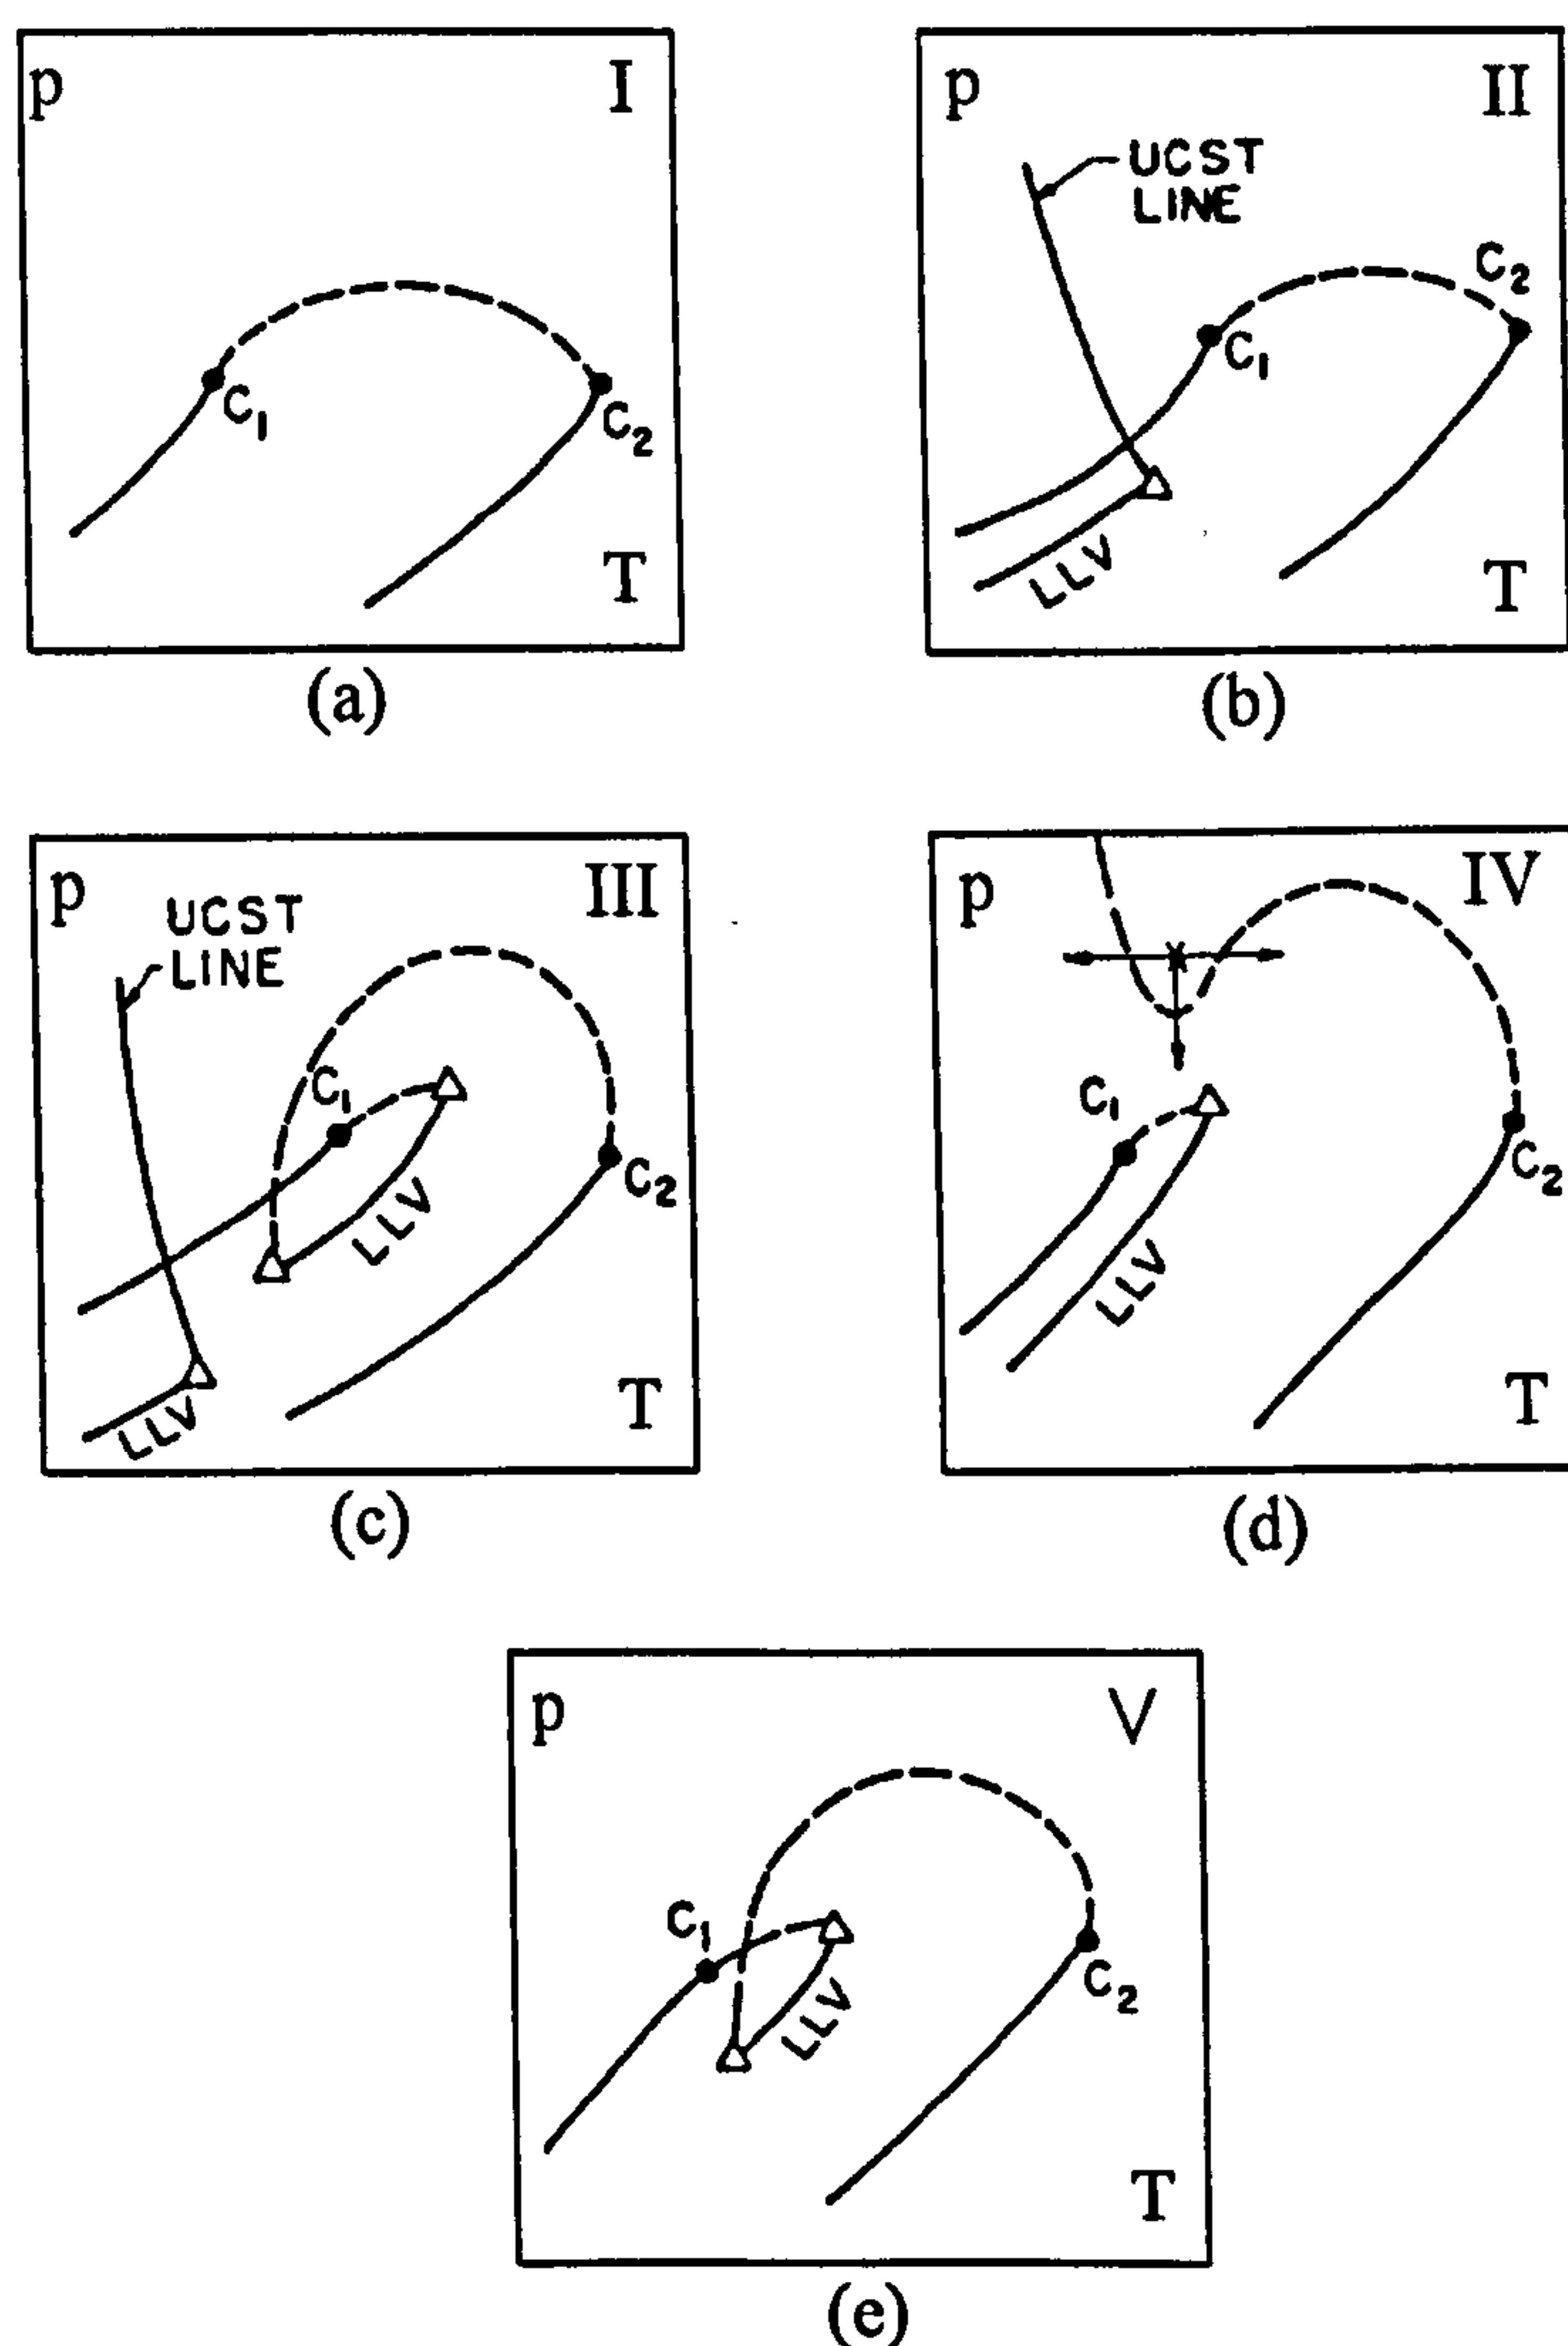 p I
C1
C2
T
(a)
p II
UCST
LINE
C2
C1
LLV
T
(b)
p III
UCST
LINE
C1
C2
LLV
LLV
T
(c)
p IV
C1
C2
LLV
T
(d)
p V
C1
C2
LLV
T
(e)